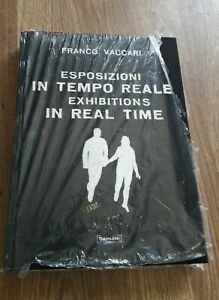 FRANCO VACCARI
ESPOSIZIONI
IN TEMPO REALE
EXHIBITIONS
IN REAL TIME
DAMIANI